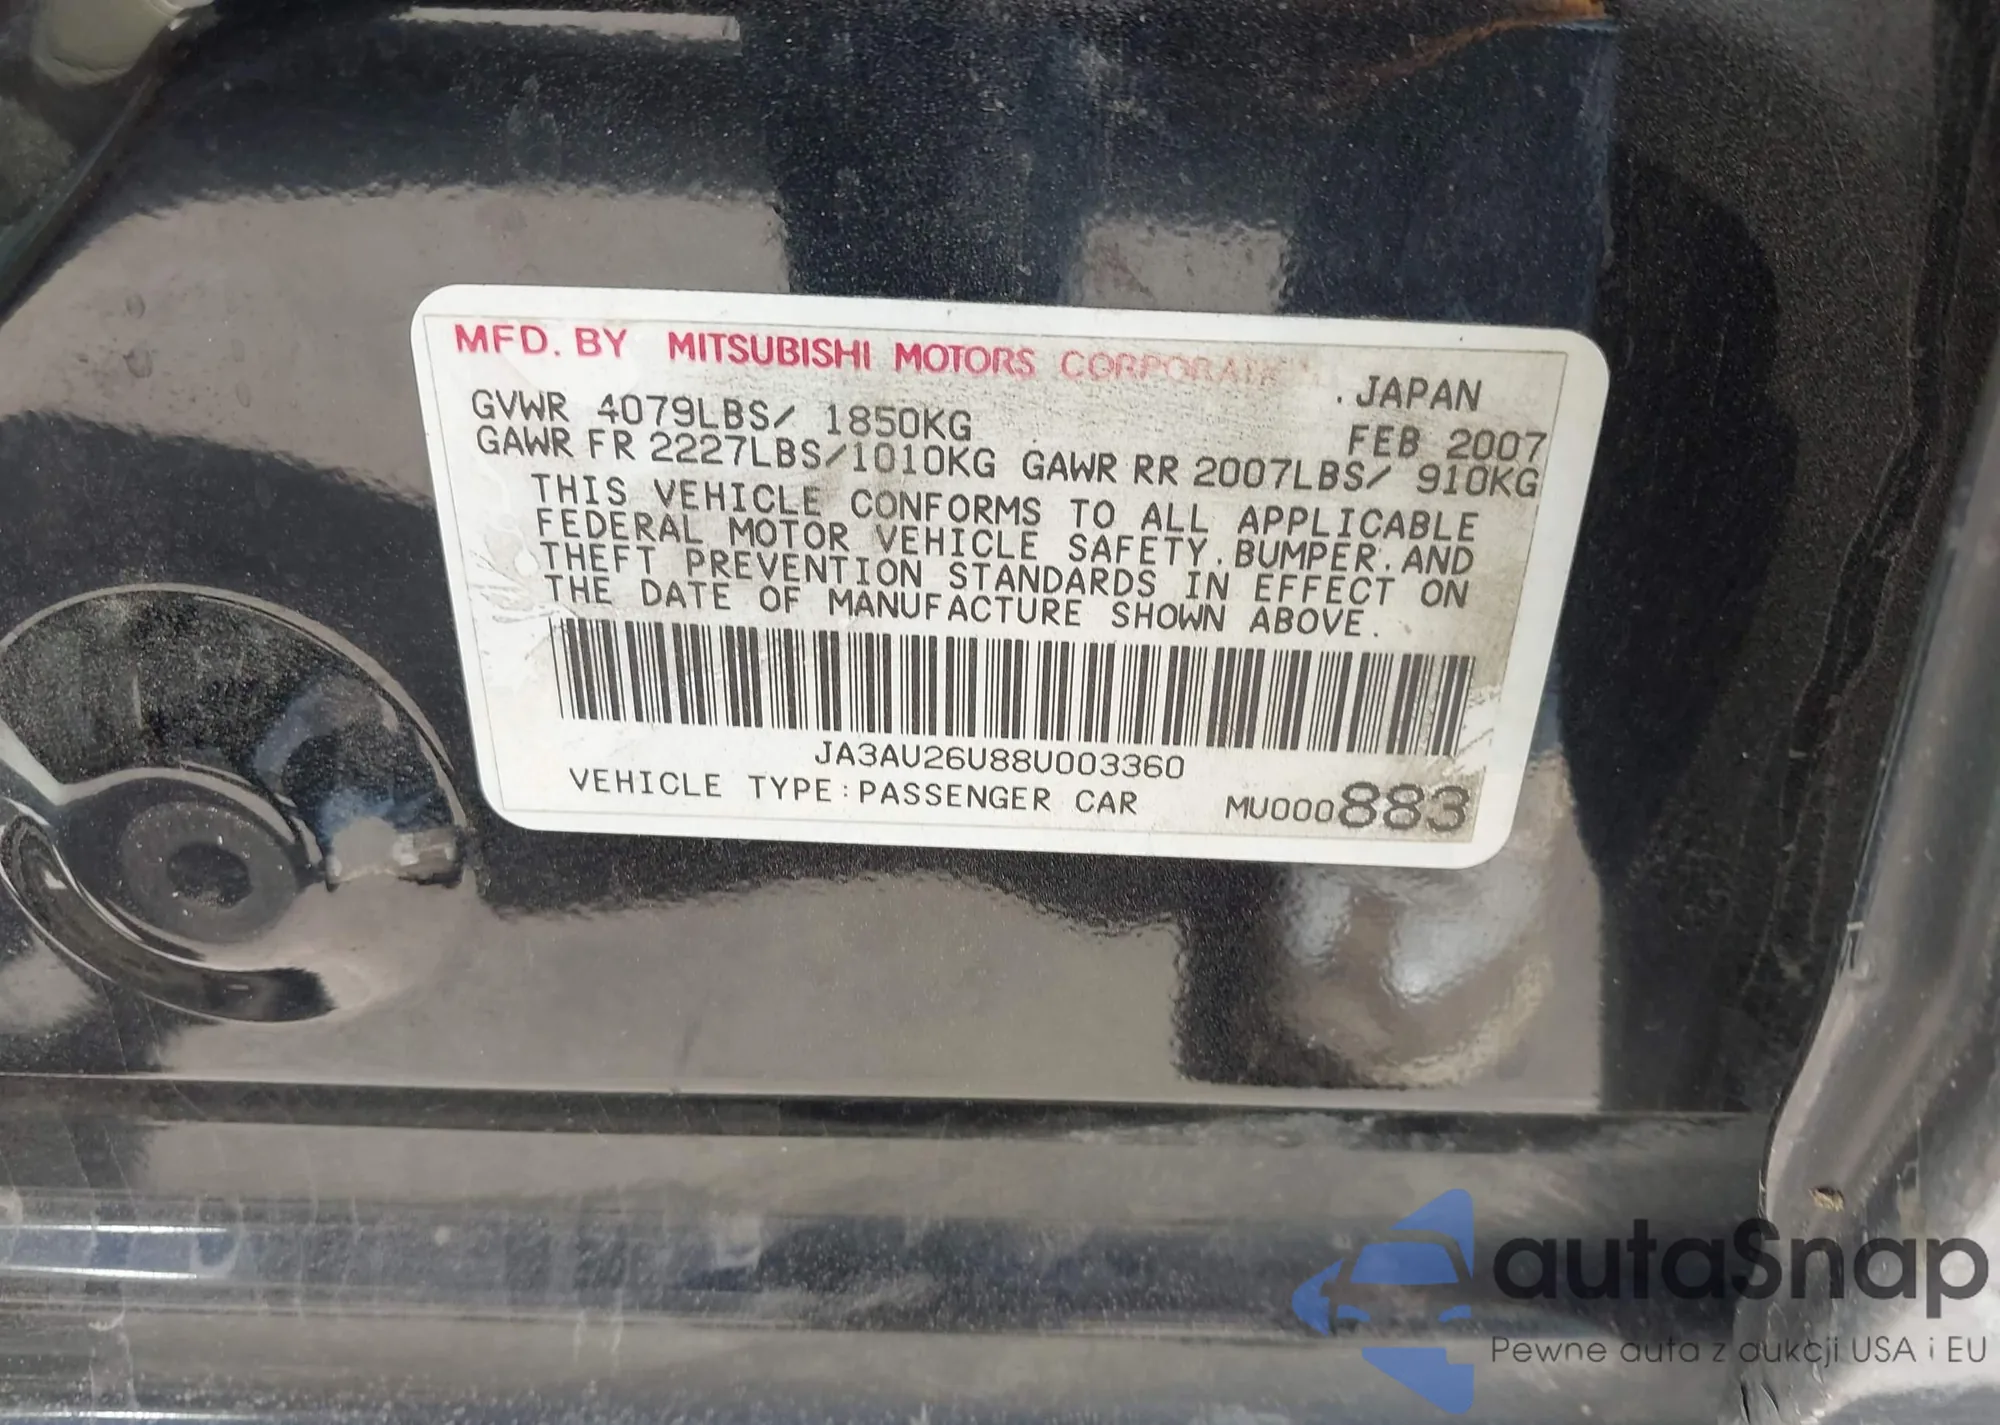 MFD. BY MITSUBISHI MOTORS CORPORATION, JAPAN
GVWR 4079LBS/ 1850KG FEB 2007
GAWR FR 2227LBS/1010KG GAWR RR 2007LBS/ 910KG
THIS VEHICLE CONFORMS TO ALL APPLICABLE
FEDERAL MOTOR VEHICLE SAFETY, BUMPER, AND
THEFT PREVENTION STANDARDS IN EFFECT ON
THE DATE OF MANUFACTURE SHOWN ABOVE.
JA3AU26U88U003360
VEHICLE TYPE:PASSENGER CAR MU000883
autaSnap
Pewne auta z aukcji USA i EU